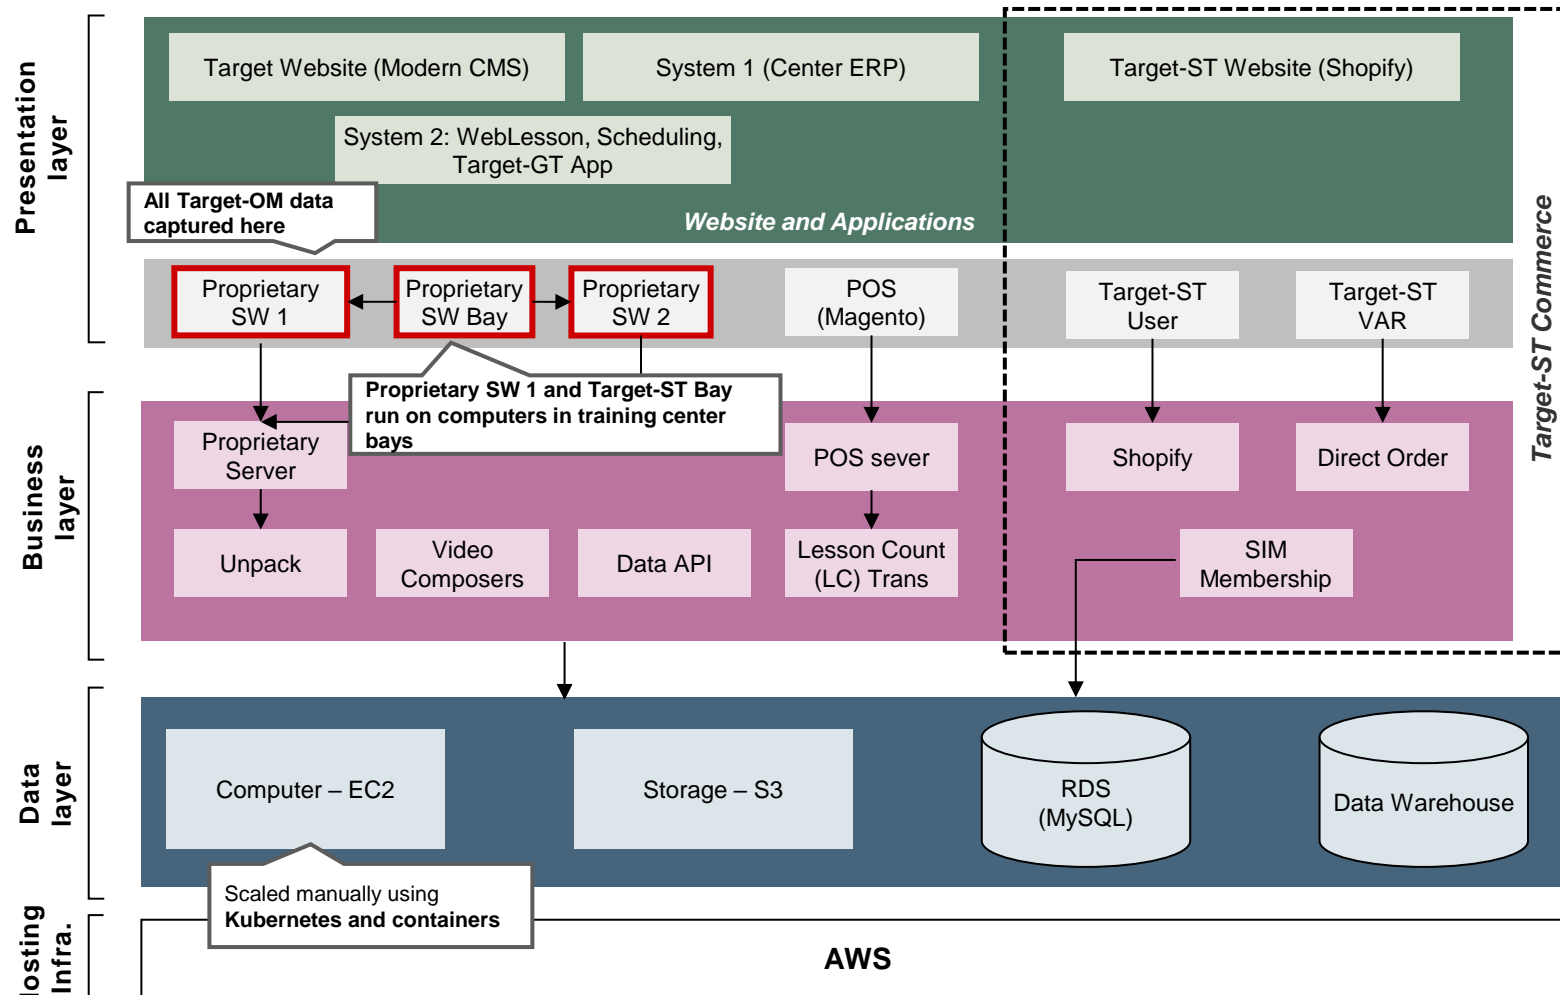 Presentation
layer
Target Website (Modern CMS)
System 1 (Center ERP)
Target-ST Website (Shopify)
System 2: WebLesson, Scheduling,
Target-GT App
All Target-OM data
captured here
Website and Applications
Proprietary
SW 1
Proprietary
SW Bay
Proprietary
SW 2
POS
(Magento)
Target-ST
User
Target-ST
VAR
Target-ST Commerce
Proprietary SW 1 and Target-ST Bay
run on computers in training center
bays
Business
layer
Proprietary
Server
POS sever
Shopify
Direct Order
Unpack
Video
Composers
Data API
Lesson Count
(LC) Trans
SIM
Membership
Data
layer
Computer – EC2
Storage – S3
RDS
(MySQL)
Data Warehouse
Scaled manually using
Kubernetes and containers
Hosting
Infra.
AWS